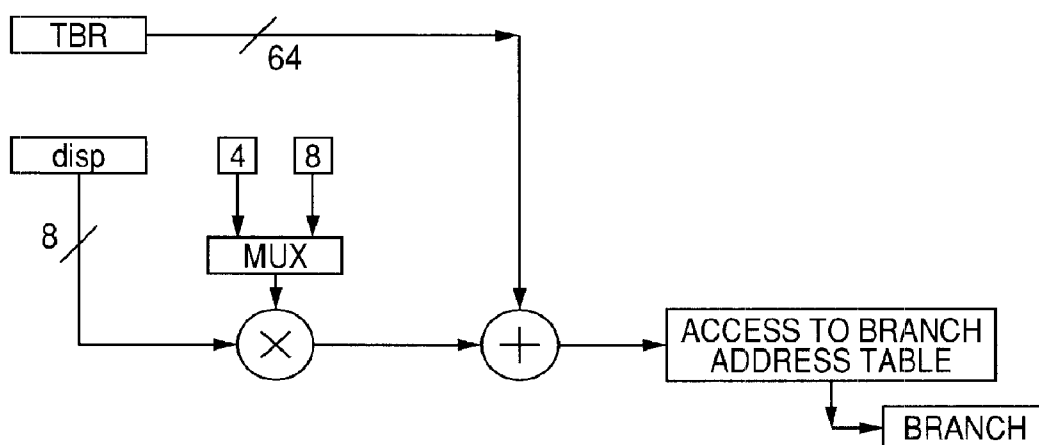 TBR
64
disp
4
8
8
MUX
×
+
ACCESS TO BRANCH
ADDRESS TABLE
BRANCH